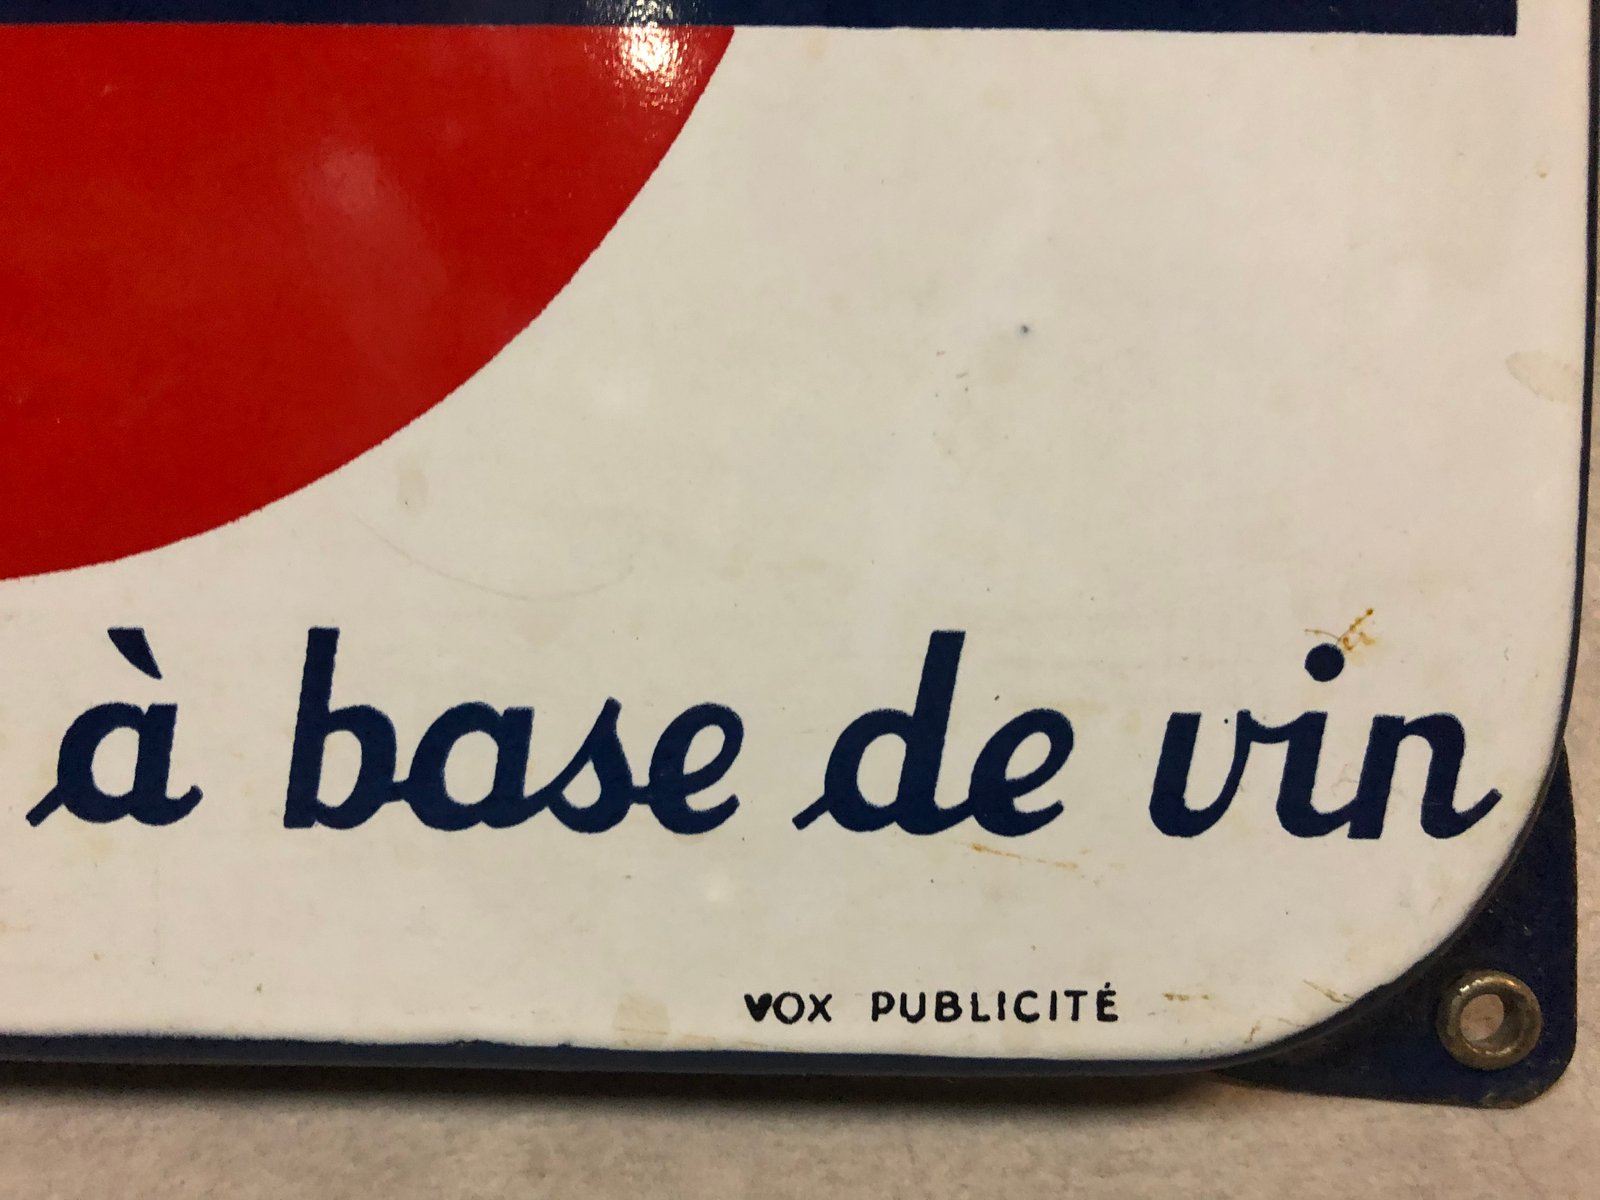 à base de vin
VOX PUBLICITÉ